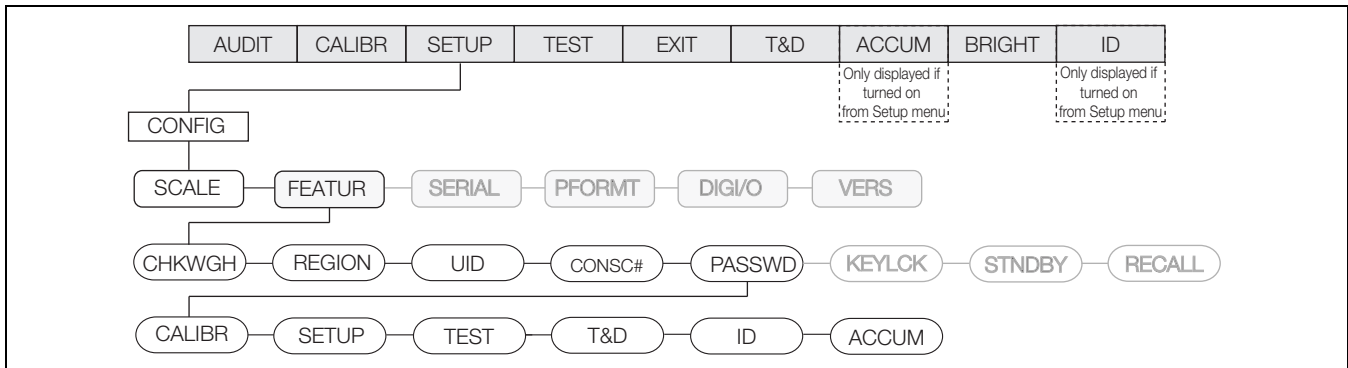 AUDIT CALIBR SETUP TEST EXIT T&D ACCUM BRIGHT ID
Only displayed if Only displayed if
turned on turned on
from Setup menu from Setup menu
CONFIG
SCALE FEATUR SERIAL PFORMT DIGI/O VERS
CHKWGH REGION UID CONSC# PASSWD KEYLCK STNDBY RECALL
CALIBR SETUP TEST T&D ID ACCUM